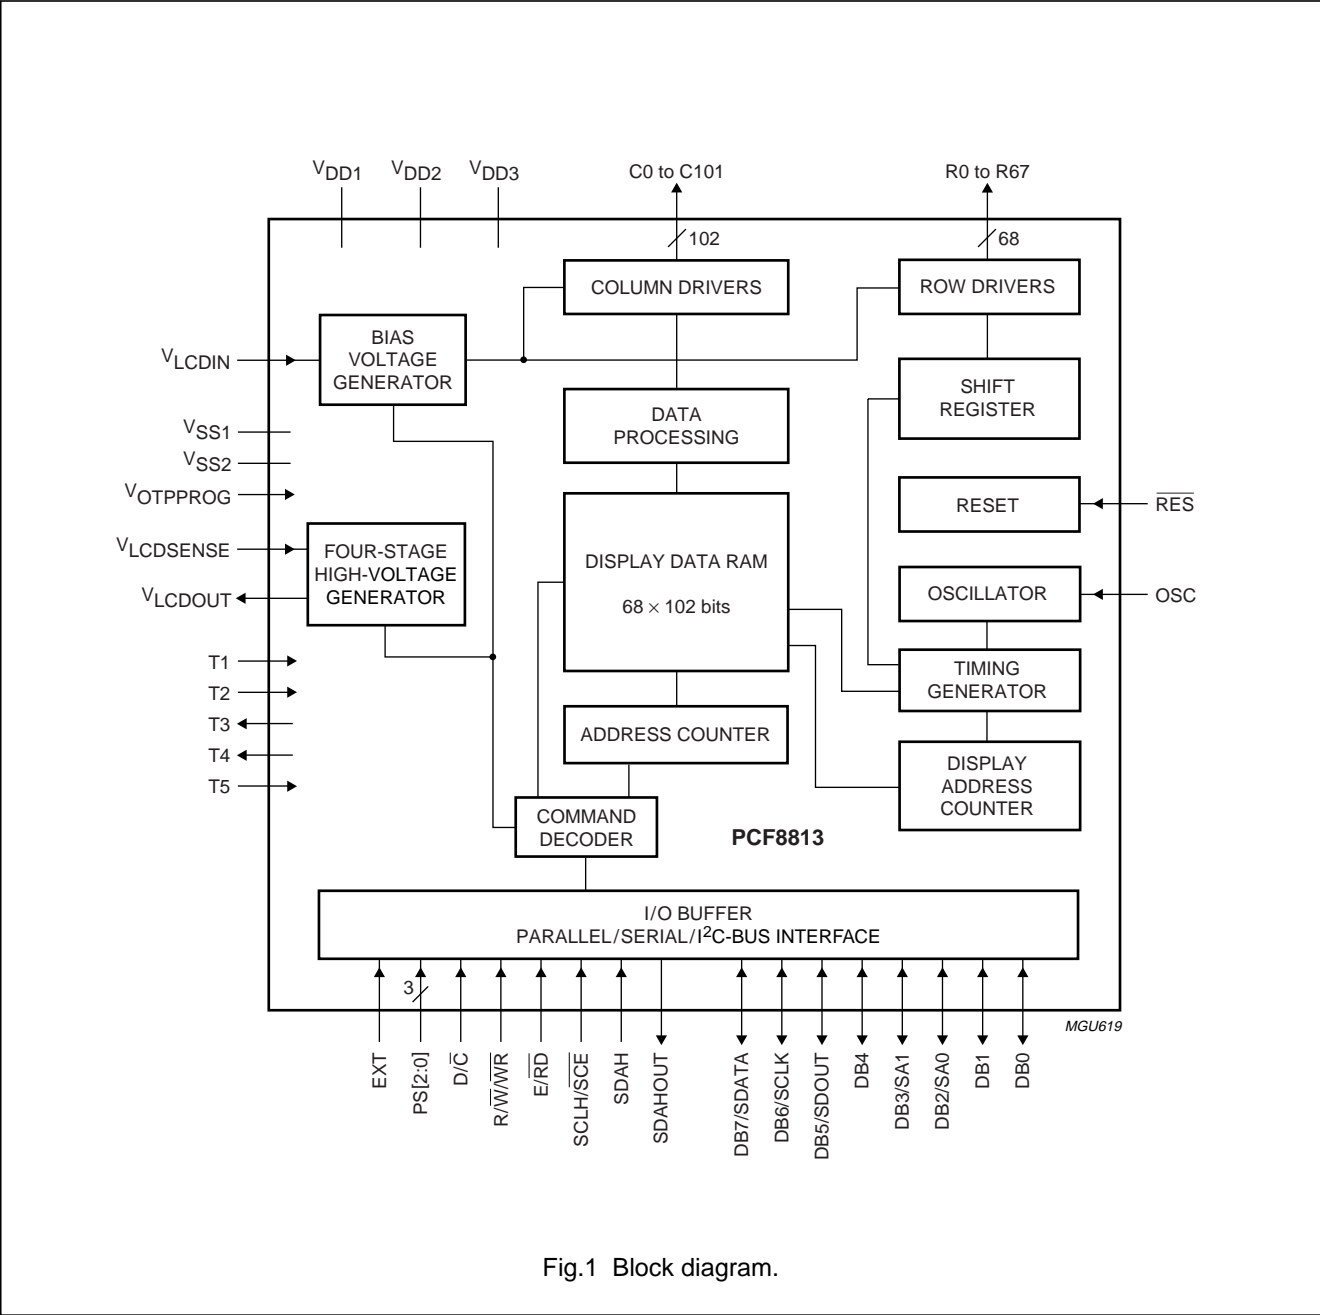 VDD1
VDD2
VDD3
C0 to C101
R0 to R67
102
68
COLUMN DRIVERS
ROW DRIVERS
BIAS
VOLTAGE
GENERATOR
VLCDIN
SHIFT
REGISTER
DATA
PROCESSING
VSS1
VSS2
VOTPPROG
RESET
R̅E̅S̅
VLCDSENSE
FOUR-STAGE
HIGH-VOLTAGE
GENERATOR
VLCDOUT
DISPLAY DATA RAM
68 × 102 bits
OSCILLATOR
OSC
T1
T2
T3
T4
T5
TIMING
GENERATOR
ADDRESS COUNTER
DISPLAY
ADDRESS
COUNTER
COMMAND
DECODER
PCF8813
I/O BUFFER
PARALLEL/SERIAL/I²C-BUS INTERFACE
3
MGU619
EXT
PS[2:0]
D/C̅
R/W̅/W̅R̅
E/R̅D̅
SCLH/S̅C̅E̅
SDAH
SDAHOUT
DB7/SDATA
DB6/SCLK
DB5/SDOUT
DB4
DB3/SA1
DB2/SA0
DB1
DB0
Fig.1 Block diagram.